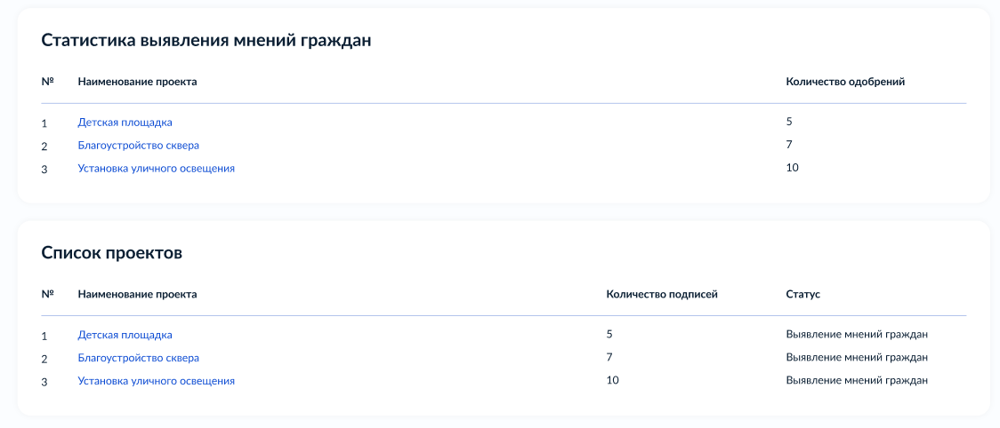 Статистика выявления мнений граждан
№ Наименование проекта Количество одобрений
1 Детская площадка 5
2 Благоустройство сквера 7
3 Установка уличного освещения 10
Список проектов
№ Наименование проекта Количество подписей Статус
1 Детская площадка 5 Выявление мнений граждан
2 Благоустройство сквера 7 Выявление мнений граждан
3 Установка уличного освещения 10 Выявление мнений граждан